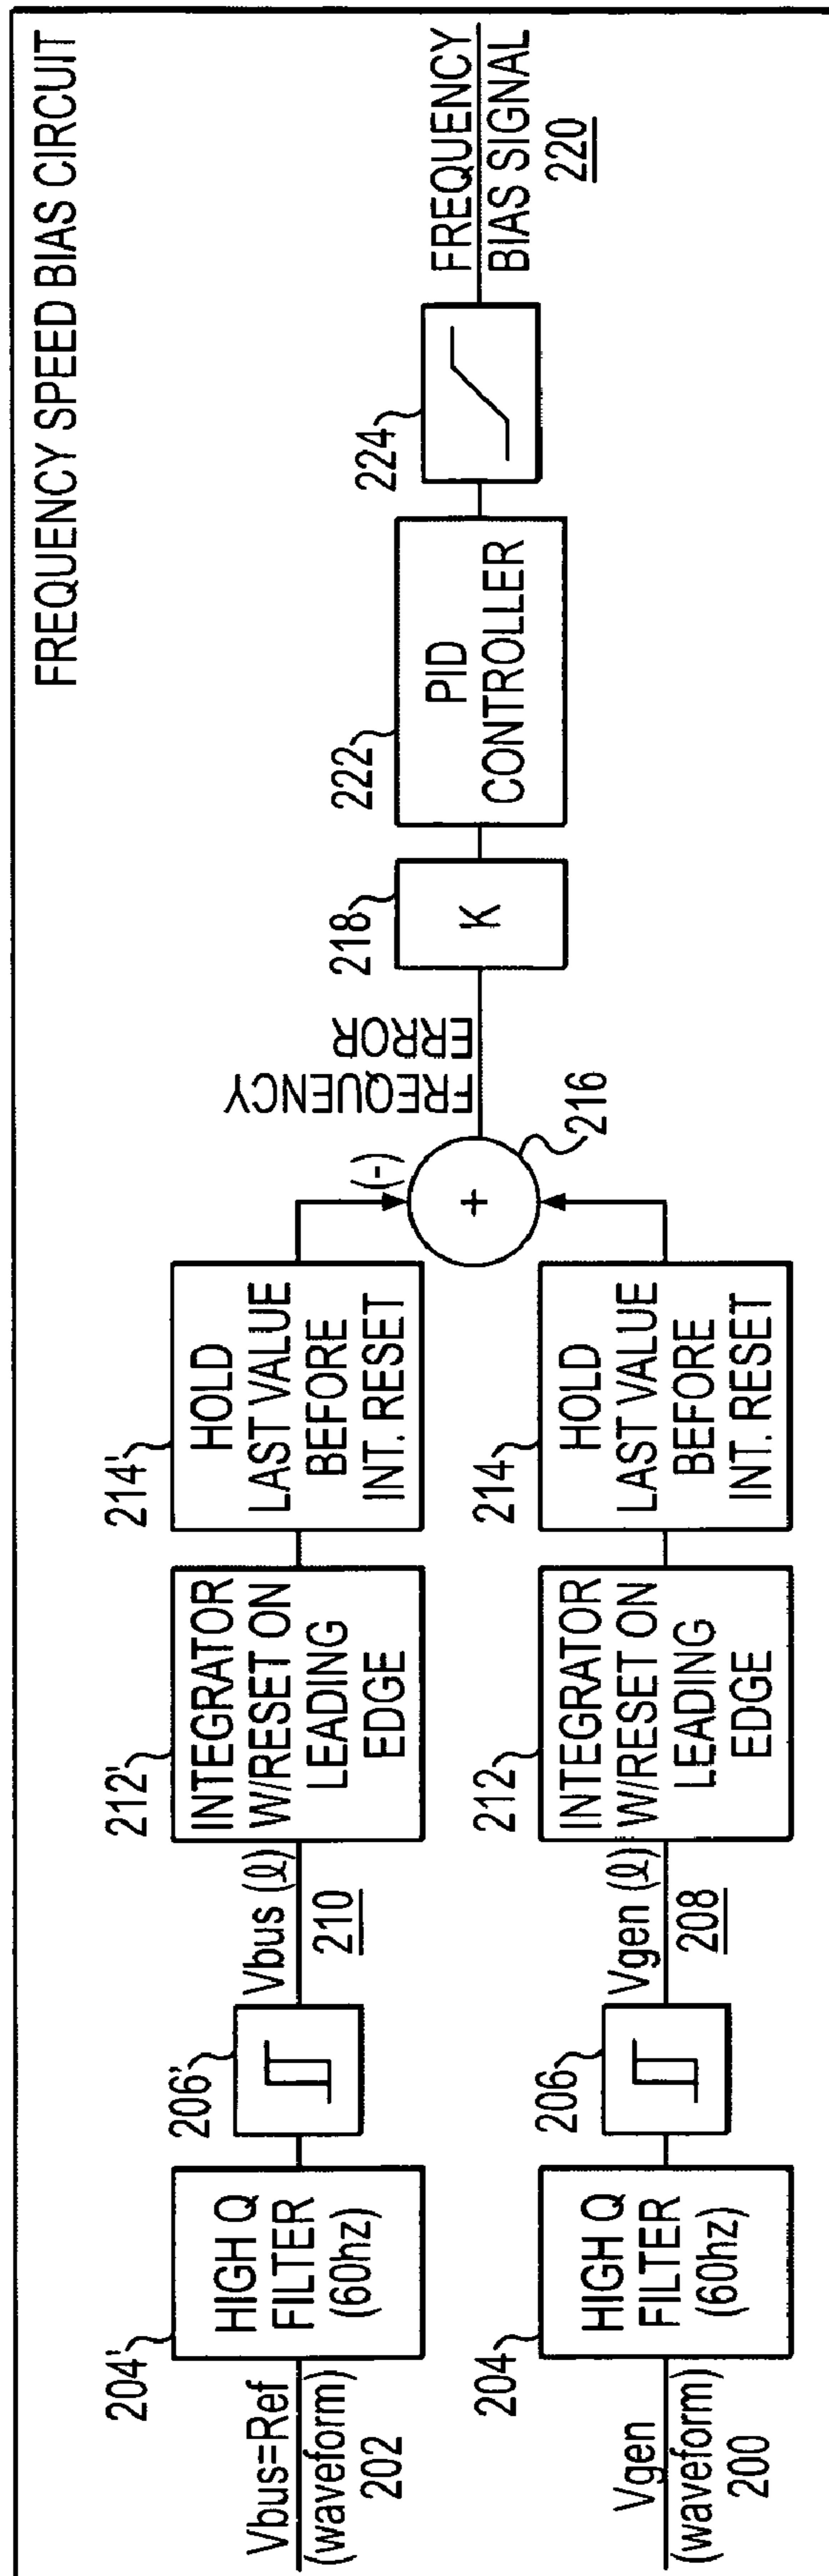 FREQUENCY SPEED BIAS CIRCUIT
Vbus=Ref
(waveform)
202
204'
HIGH Q
FILTER
(60hz)
206'
Vbus (ℓ)
210
212'
INTEGRATOR
W/RESET ON
LEADING
EDGE
214'
HOLD
LAST VALUE
BEFORE
INT. RESET
(-)
Vgen
(waveform)
200
204
HIGH Q
FILTER
(60hz)
206
Vgen (ℓ)
208
212
INTEGRATOR
W/RESET ON
LEADING
EDGE
214
HOLD
LAST VALUE
BEFORE
INT. RESET
+
216
FREQUENCY
ERROR
218
K
222
PID
CONTROLLER
224
FREQUENCY
BIAS SIGNAL
220